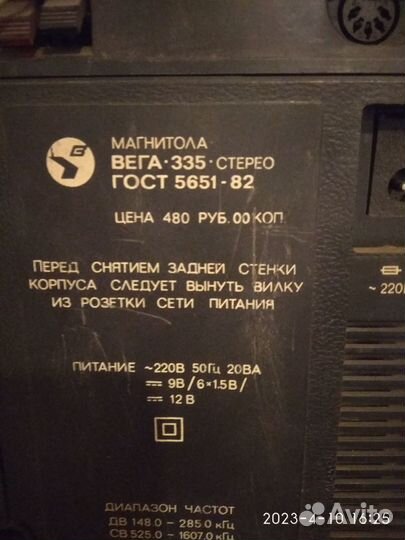 МАГНИТОЛА
ВЕГА·335·СТЕРЕО
ГОСТ 5651-82
ЦЕНА 480 РУБ.00 КОП
~ 220В
ПЕРЕД СНЯТИЕМ ЗАДНЕЙ СТЕНКИ
КОРПУСА СЛЕДУЕТ ВЫНУТЬ ВИЛКУ
ИЗ РОЗЕТКИ СЕТИ ПИТАНИЯ
ПИТАНИЕ ~220В 50Гц 20ВА
9В/6×1.5В/
12В
ДИАПАЗОН ЧАСТОТ
ДВ 148.0 - 285.0 кГц
СВ 525.0 - 1607.0 кГц
2023-4-10 16:25
Avito